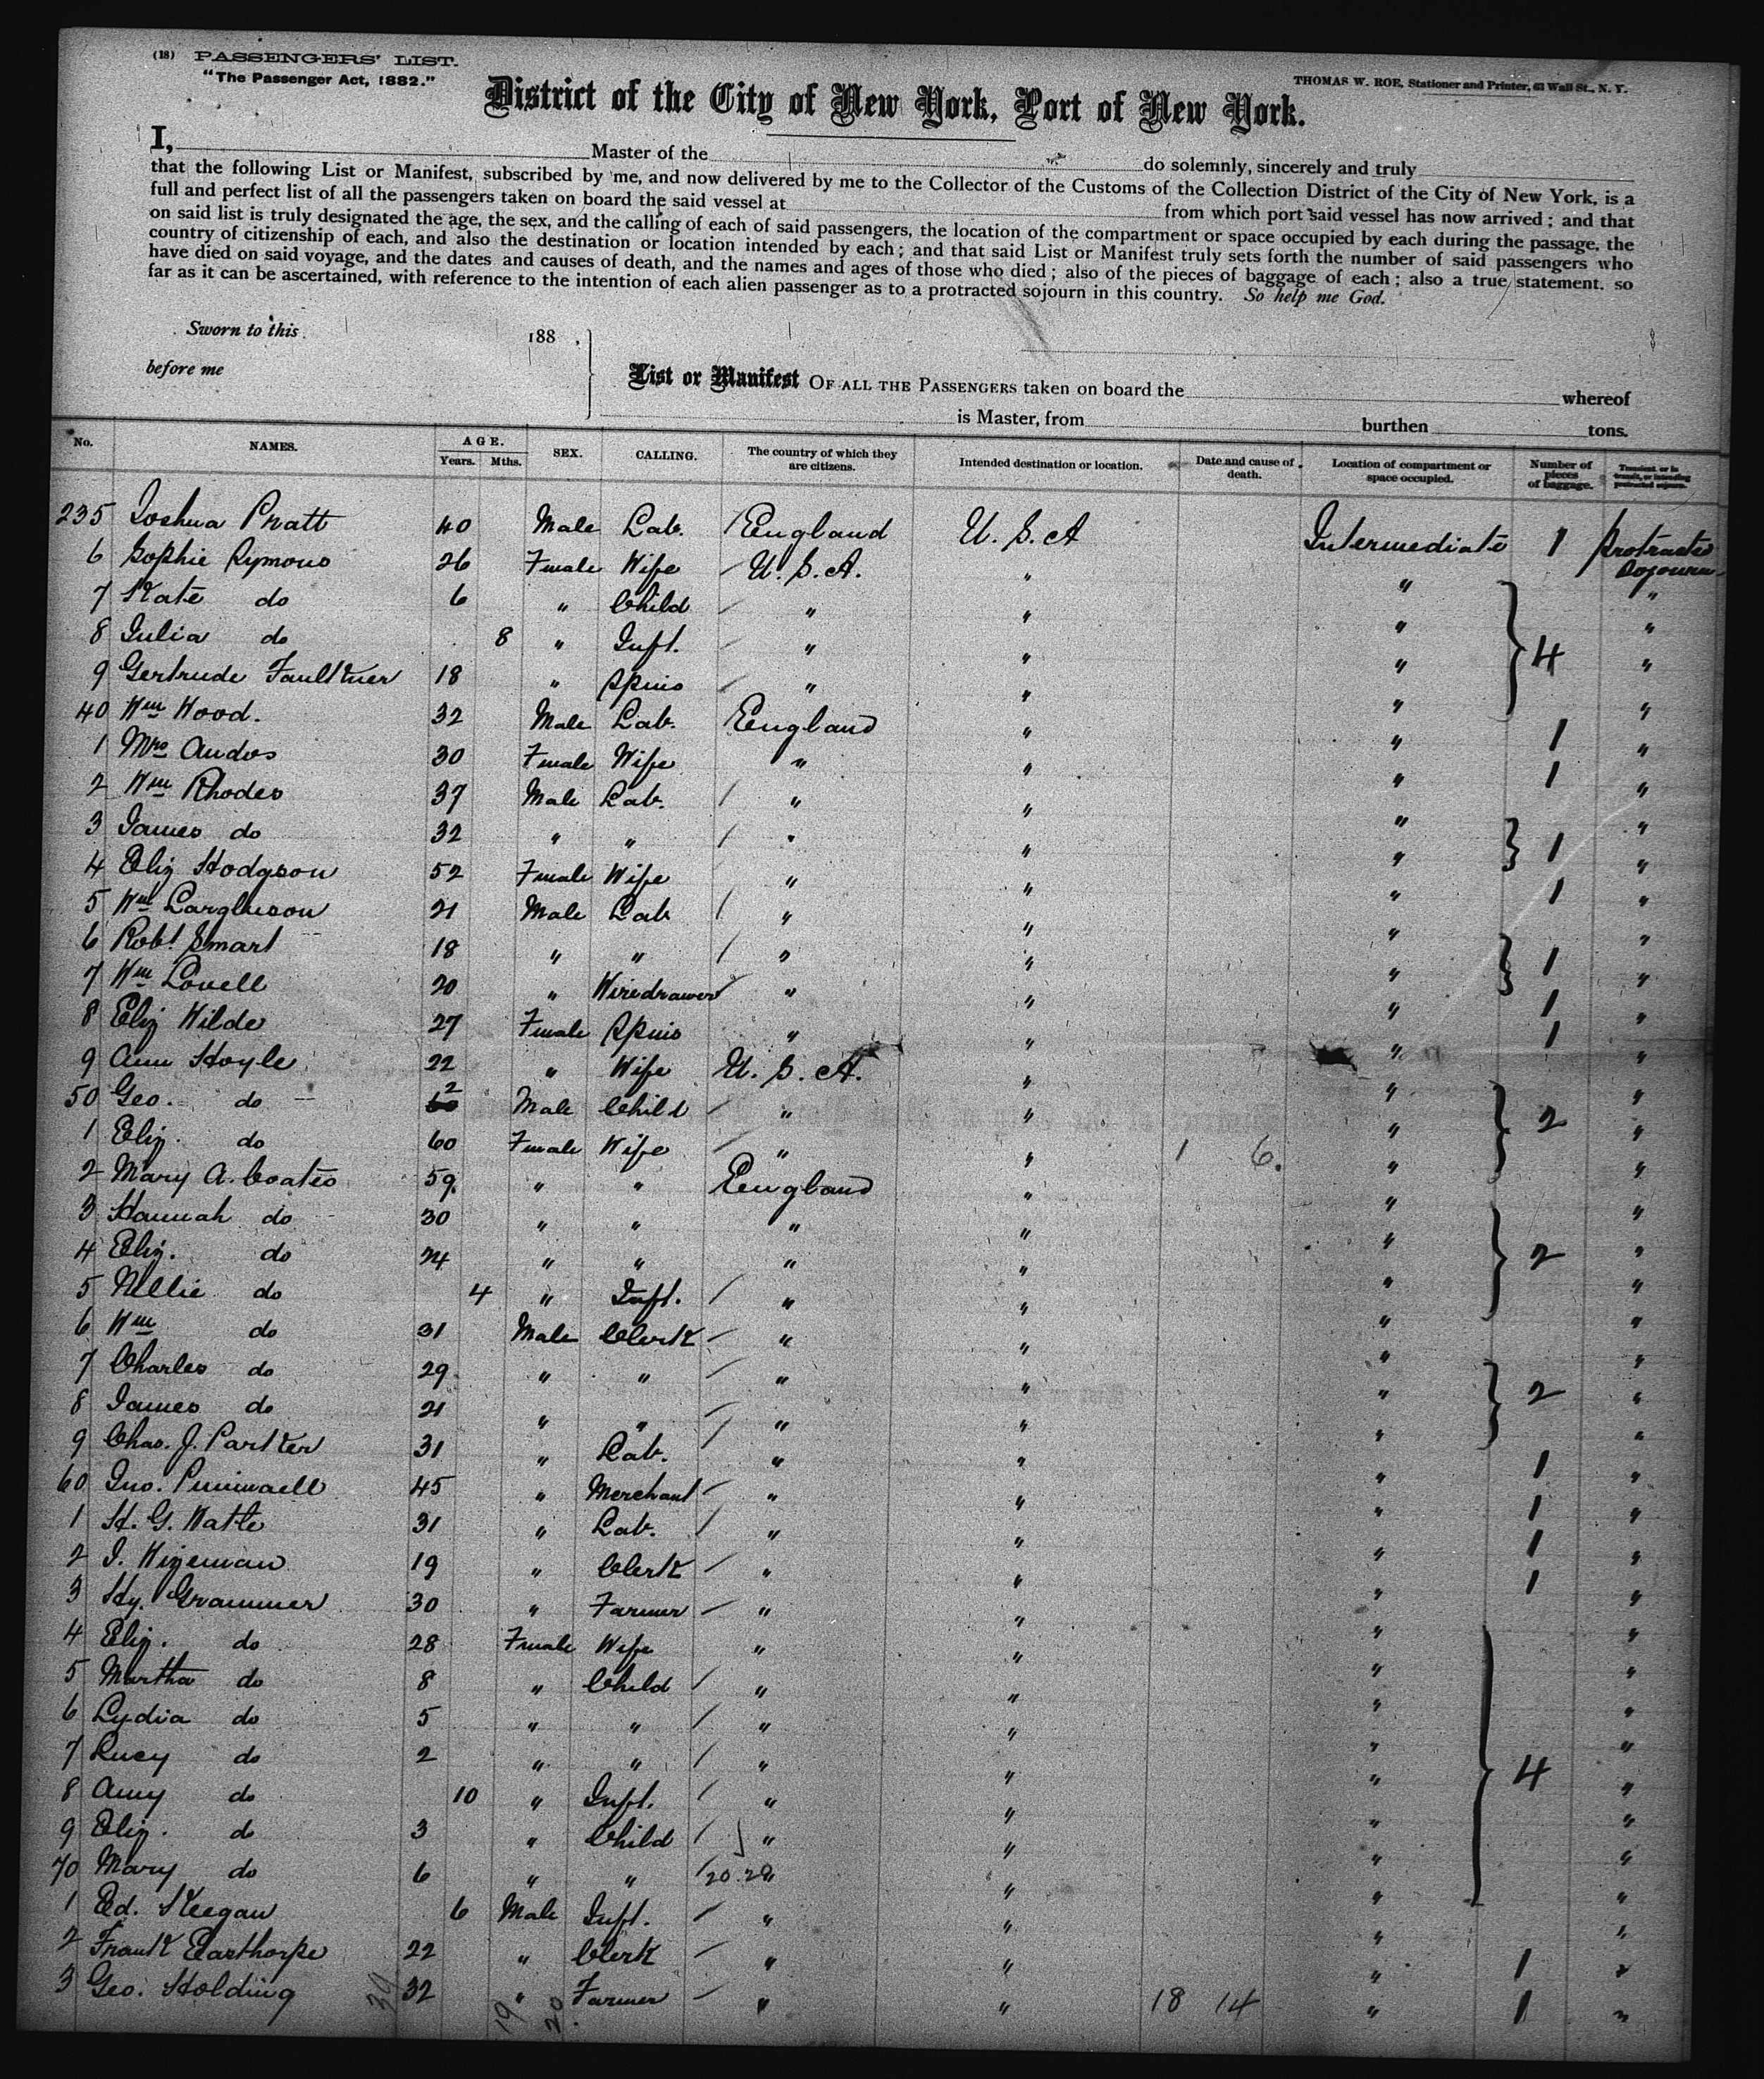 (18) PASSENGERS' LIST.
"The Passenger Act, 1882."
THOMAS W. ROE, Stationer and Printer, 61 Wall St., N. Y.
District of the City of New York, Port of New York.
I, Master of the do solemnly, sincerely and truly
that the following List or Manifest, subscribed by me, and now delivered by me to the Collector of the Customs of the Collection District of the City of New York, is a
full and perfect list of all the passengers taken on board the said vessel at from which port said vessel has now arrived; and that
on said list is truly designated the age, the sex, and the calling of each of said passengers, the location of the compartment or space occupied by each during the passage, the
country of citizenship of each, and also the destination or location intended by each; and that said List or Manifest truly sets forth the number of said passengers who
have died on said voyage, and the dates and causes of death, and the names and ages of those who died; also of the pieces of baggage of each; also a true statement, so
far as it can be ascertained, with reference to the intention of each alien passenger as to a protracted sojourn in this country. So help me God.
Sworn to this 188 ,
before me
List or Manifest OF ALL THE PASSENGERS taken on board the whereof
is Master, from burthen tons.
No. NAMES. AGE. Years. Mths. SEX. CALLING. The country of which they are citizens. Intended destination or location. Date and cause of death. Location of compartment or space occupied. Number of pieces of baggage. Transient or in transit, or intending protracted sojourn.
235 Joshua Pratt 40 Male Lab. England U.S.A Intermediate 1 Protracted Sojourn
6 Sophie Symons 26 Female Wife U.S.A. " " "
7 Kate do 6 " Child " " " "
8 Julia do 8 " Inft. " " " 4 "
9 Gertrude Faulkner 18 " Spins " " " "
40 Wm Wood. 32 Male Lab. England " " 1 "
1 Mrs Andos 30 Female Wife " " " 1 "
2 Wm Rhodes 37 Male Lab. " " " "
3 James do 32 " " " " " 1 "
4 Eliz Hodgson 52 Female Wife " " " 1 "
5 Wm 21 Male Lab " " " "
6 Robt Smart 18 " " " " " 1 "
7 Wm Lovell 20 " Wiredrawer " " " 1 "
8 Eliz Wilde 27 Female Spins " " " 1 "
9 Ann Hoyle 22 " Wife U.S.A. " " "
50 Geo. do 2 Male Child " " " 2 "
1 Eliz. do 60 Female Wife " " 1 6. " "
2 Mary A. Coates 59 " " England " " "
3 Hannah do 30 " " " " " "
4 Eliz. do 24 " " " " " 2 "
5 Nellie do 4 " Inft. " " " "
6 Wm do 31 Male Clerk " " " "
7 Charles do 29 " " " " " 2 "
8 James do 21 " " " " " "
9 Chas. J. Parker 31 " Lab. " " " 1 "
60 Jno. 45 " Merchant " " " 1 "
1 H. G. Watts 31 " Lab. " " " 1 "
2 J. Wizeman 19 " Clerk " " " 1 "
3 Hy. Grammer 30 " Farmer " " " "
4 Eliz. do 28 Female Wife " " " "
5 Martha do 8 " Child " " " "
6 Lydia do 5 " " " " " "
7 Lucy do 2 " " " " " 4 "
8 Amy do 10 " Inft. " " " "
9 Eliz. do 3 " Child " " " "
70 Mary do 6 " " 20.20 " " " "
1 Ed. Keegan 6 Male Inft. " " " "
2 Frank Easthorpe 22 " Clerk " " " 1 "
3 Geo. Holding 32 " Farmer " " 18 14 " 1 "
39 19 20.